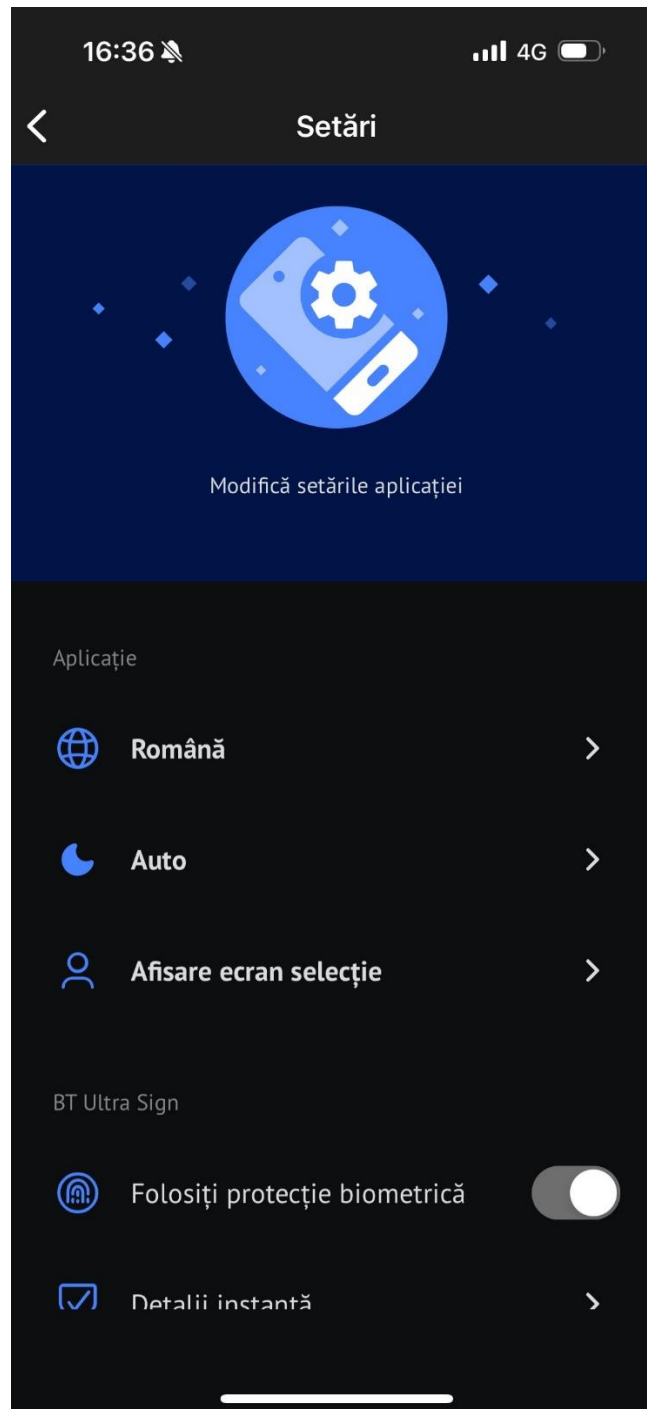 16:36
4G
Setări
Modifică setările aplicației
Aplicație
Română
Auto
Afisare ecran selecție
BT Ultra Sign
Folosiți protecție biometrică
Detalii instanță